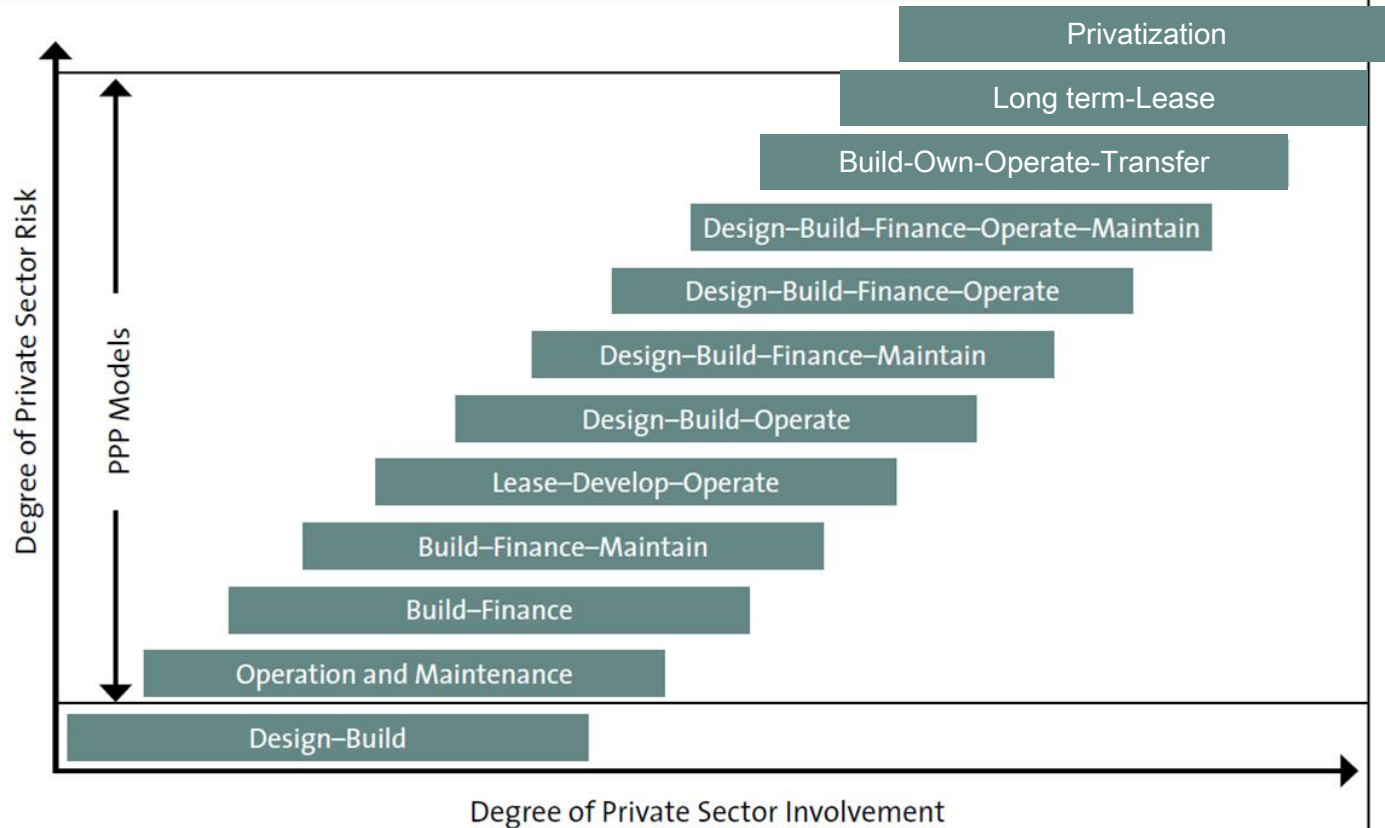 Privatization
Long term-Lease
Build-Own-Operate-Transfer
Design–Build–Finance–Operate–Maintain
Design–Build–Finance–Operate
Design–Build–Finance–Maintain
Design–Build–Operate
Lease–Develop–Operate
Build–Finance–Maintain
Build–Finance
Operation and Maintenance
Design–Build
Degree of Private Sector Risk
PPP Models
Degree of Private Sector Involvement